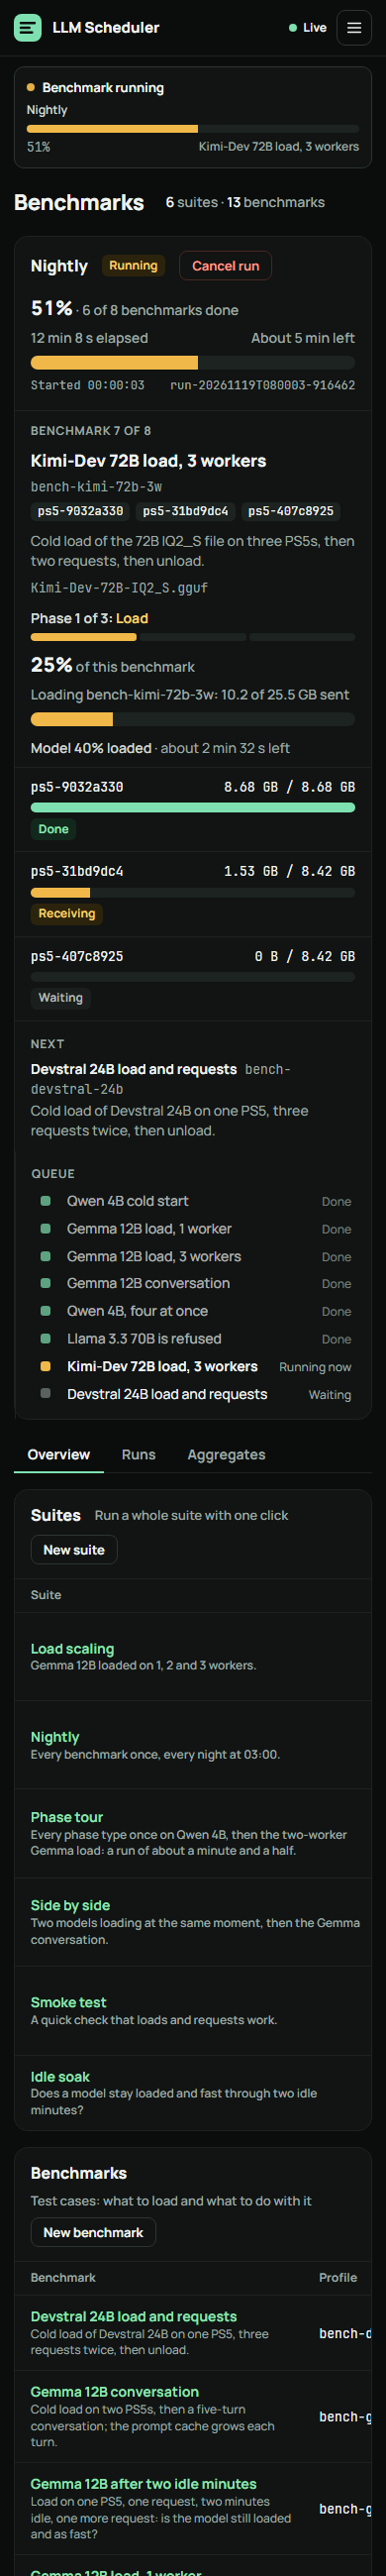 LLM Scheduler
Live
Benchmark running
Nightly
51%
Kimi-Dev 72B load, 3 workers
Benchmarks
6 suites · 13 benchmarks
Nightly
Running
Cancel run
51% · 6 of 8 benchmarks done
12 min 8 s elapsed
About 5 min left
Started 00:00:03
run-20261119T080003-916462
BENCHMARK 7 OF 8
Kimi-Dev 72B load, 3 workers
bench-kimi-72b-3w
ps5-9032a330
ps5-31bd9dc4
ps5-407c8925
Cold load of the 72B IQ2_S file on three PS5s, then
two requests, then unload.
Kimi-Dev-72B-IQ2_S.gguf
Phase 1 of 3: Load
25% of this benchmark
Loading bench-kimi-72b-3w: 10.2 of 25.5 GB sent
Model 40% loaded · about 2 min 32 s left
ps5-9032a330
8.68 GB / 8.68 GB
Done
ps5-31bd9dc4
1.53 GB / 8.42 GB
Receiving
ps5-407c8925
0 B / 8.42 GB
Waiting
NEXT
Devstral 24B load and requests bench-
devstral-24b
Cold load of Devstral 24B on one PS5, three
requests twice, then unload.
QUEUE
Qwen 4B cold start
Done
Gemma 12B load, 1 worker
Done
Gemma 12B load, 3 workers
Done
Gemma 12B conversation
Done
Qwen 4B, four at once
Done
Llama 3.3 70B is refused
Done
Kimi-Dev 72B load, 3 workers
Running now
Devstral 24B load and requests
Waiting
Overview
Runs
Aggregates
Suites
Run a whole suite with one click
New suite
Suite
Load scaling
Gemma 12B loaded on 1, 2 and 3 workers.
Nightly
Every benchmark once, every night at 03:00.
Phase tour
Every phase type once on Qwen 4B, then the two-worker
Gemma load: a run of about a minute and a half.
Side by side
Two models loading at the same moment, then the Gemma
conversation.
Smoke test
A quick check that loads and requests work.
Idle soak
Does a model stay loaded and fast through two idle
minutes?
Benchmarks
Test cases: what to load and what to do with it
New benchmark
Benchmark
Profile
Devstral 24B load and requests
Cold load of Devstral 24B on one PS5, three
requests twice, then unload.
bench-d
Gemma 12B conversation
Cold load on two PS5s, then a five-turn
conversation; the prompt cache grows each
turn.
bench-g
Gemma 12B after two idle minutes
Load on one PS5, one request, two minutes
idle, one more request: is the model still loaded
and as fast?
bench-g
Gemma 12B load, 1 worker